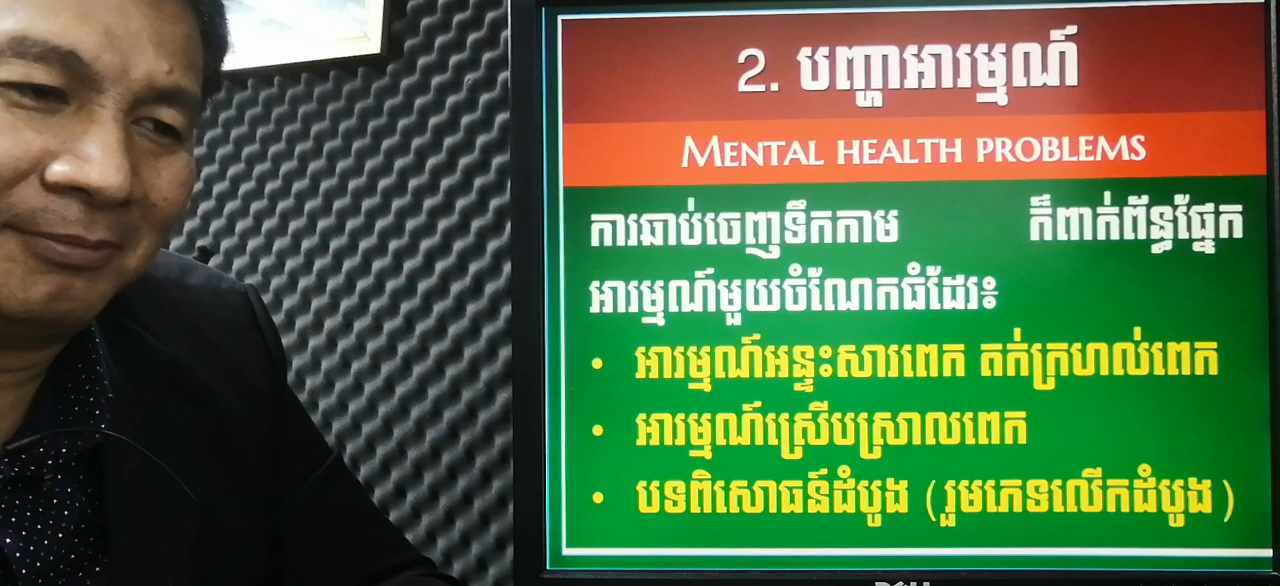 2. បញ្ហាអារម្មណ៍
MENTAL HEALTH PROBLEMS
ការឆាប់ចេញទឹកកាម ក៏ពាក់ព័ន្ធផ្នែក
អារម្មណ៍មួយចំណែកធំដែរ៖
• អារម្មណ៍អន្ទះសារពេក តក់ក្រហល់ពេក
• អារម្មណ៍ស្រើបស្រាលពេក
• បទពិសោធន៍ដំបូង (រួមភេទលើកដំបូង)